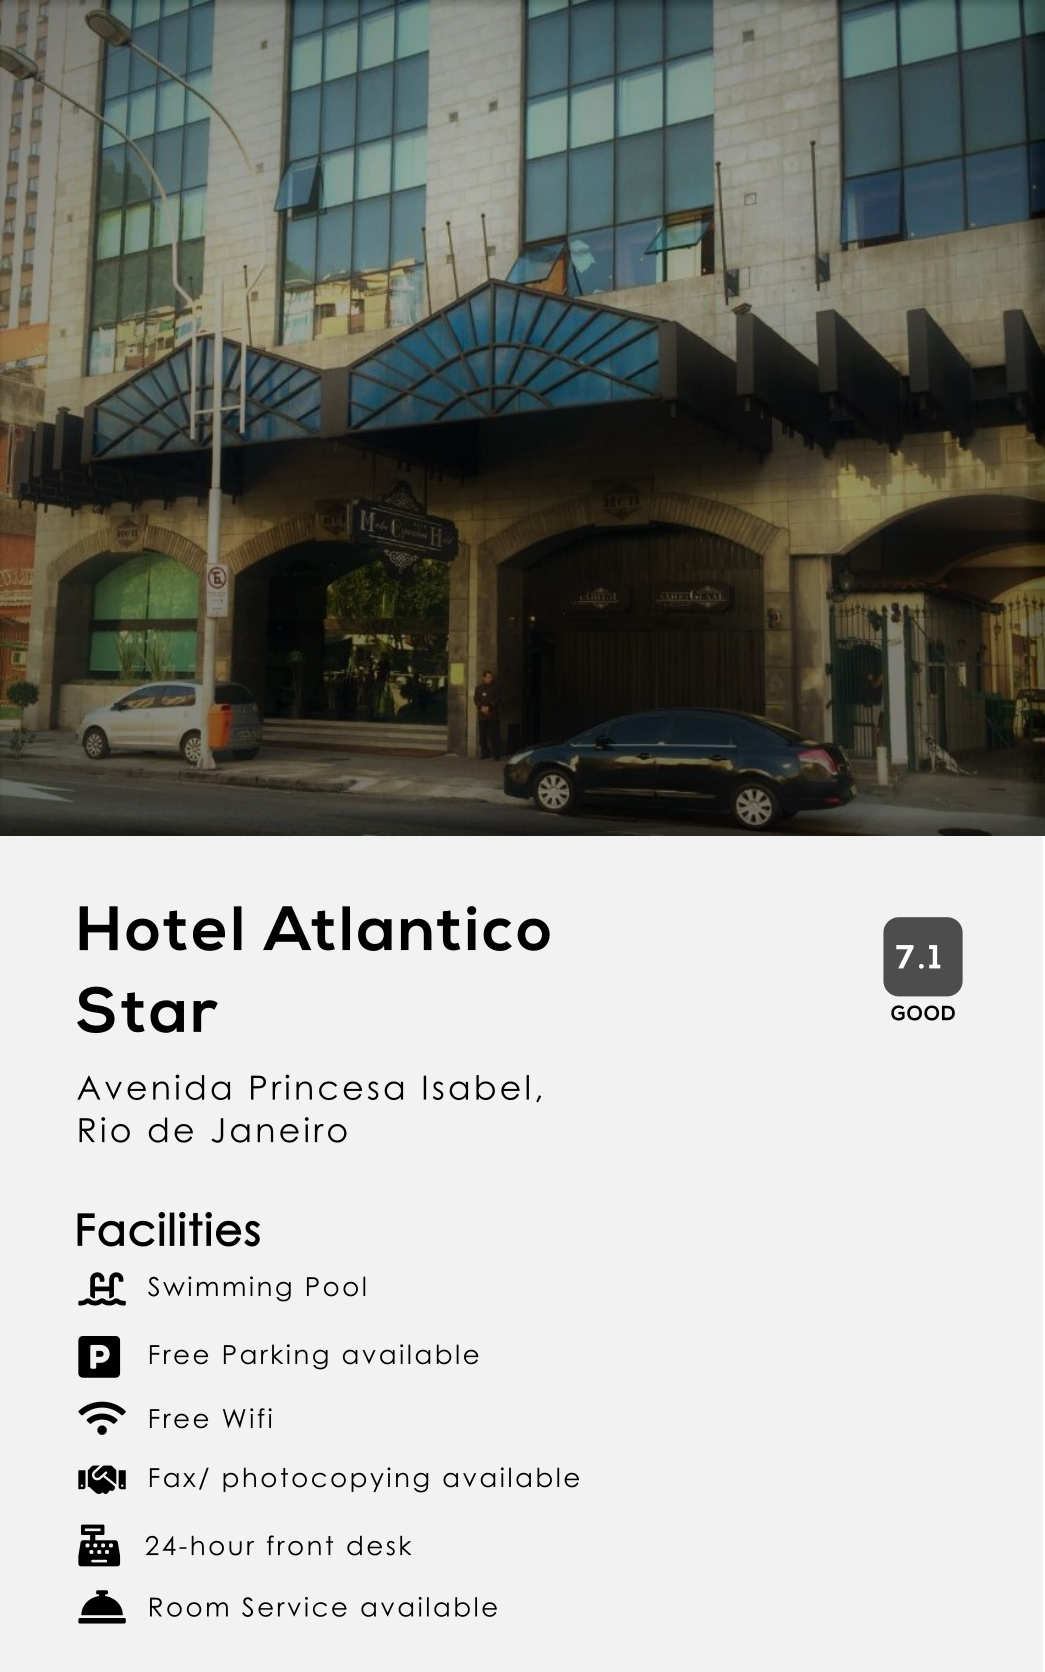 MCH
Hotel Atlantico
Star
7.1
GOOD
Avenida Princesa Isabel,
Rio de Janeiro
Facilities
Swimming Pool
P
Free Parking available
Free Wifi
Fax/ photocopying available
24-hour front desk
Room Service available